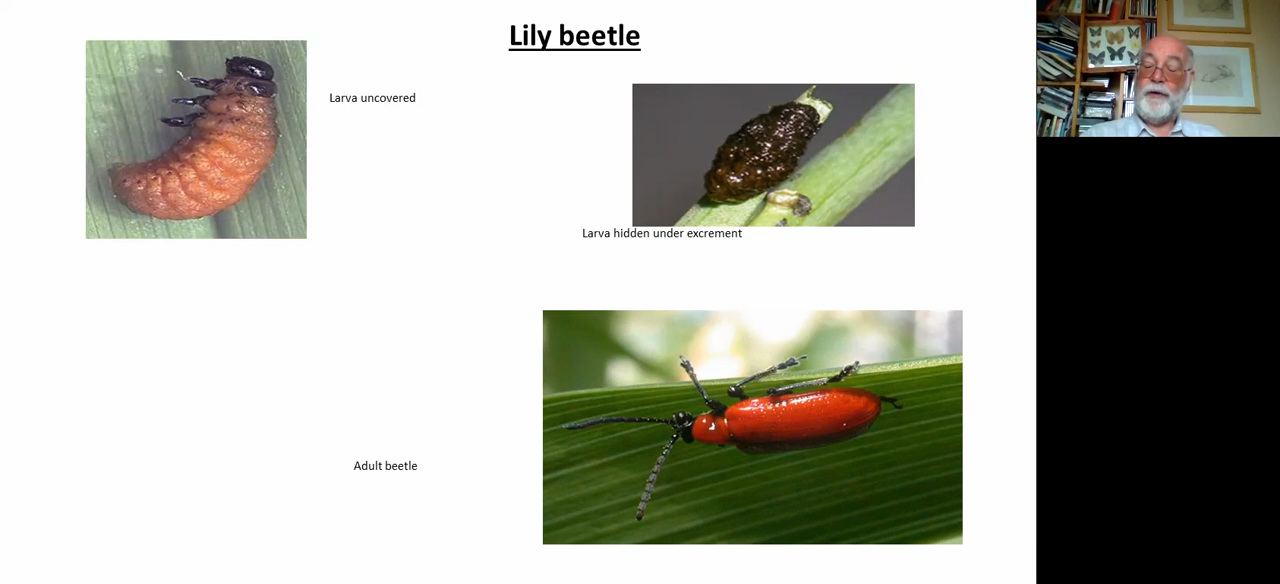 Lily beetle
Larva uncovered
Larva hidden under excrement
Adult beetle